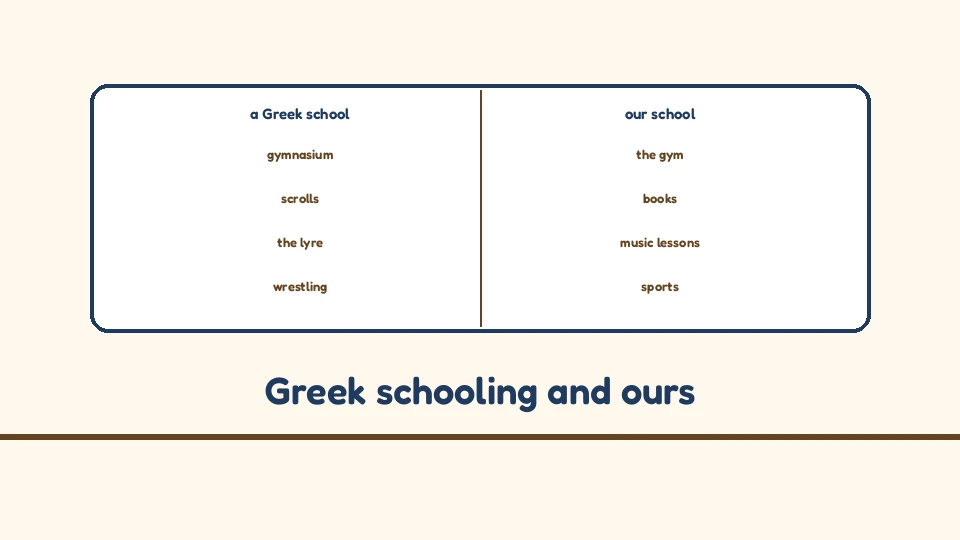 a Greek school
our school
gymnasium
the gym
scrolls
books
the lyre
music lessons
wrestling
sports
Greek schooling and ours